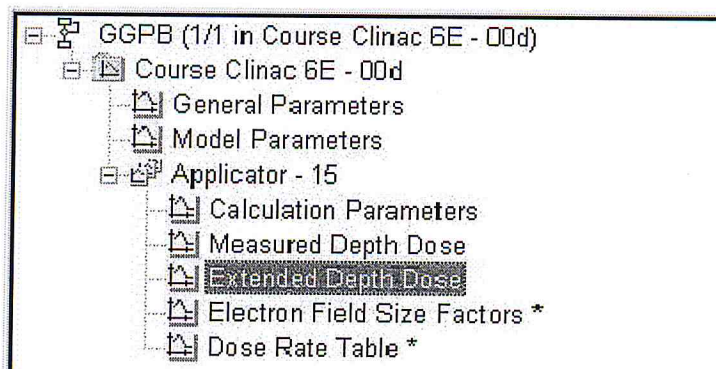 GGPB (1/1 in Course Clinac 6E - 00d)
Course Clinac 6E - 00d
General Parameters
Model Parameters
Applicator - 15
Calculation Parameters
Measured Depth Dose
Extended Depth Dose
Electron Field Size Factors *
Dose Rate Table *